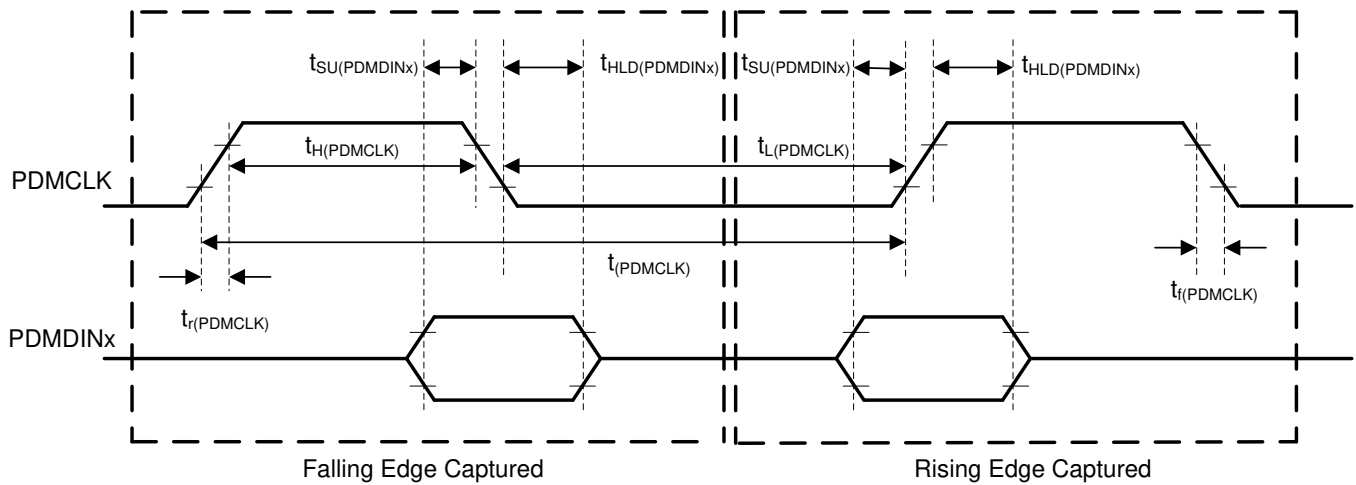 tSU(PDMDINx)
tHLD(PDMDINx)
tSU(PDMDINx)
tHLD(PDMDINx)
tH(PDMCLK)
tL(PDMCLK)
PDMCLK
t(PDMCLK)
tr(PDMCLK)
tf(PDMCLK)
PDMDINx
Falling Edge Captured
Rising Edge Captured